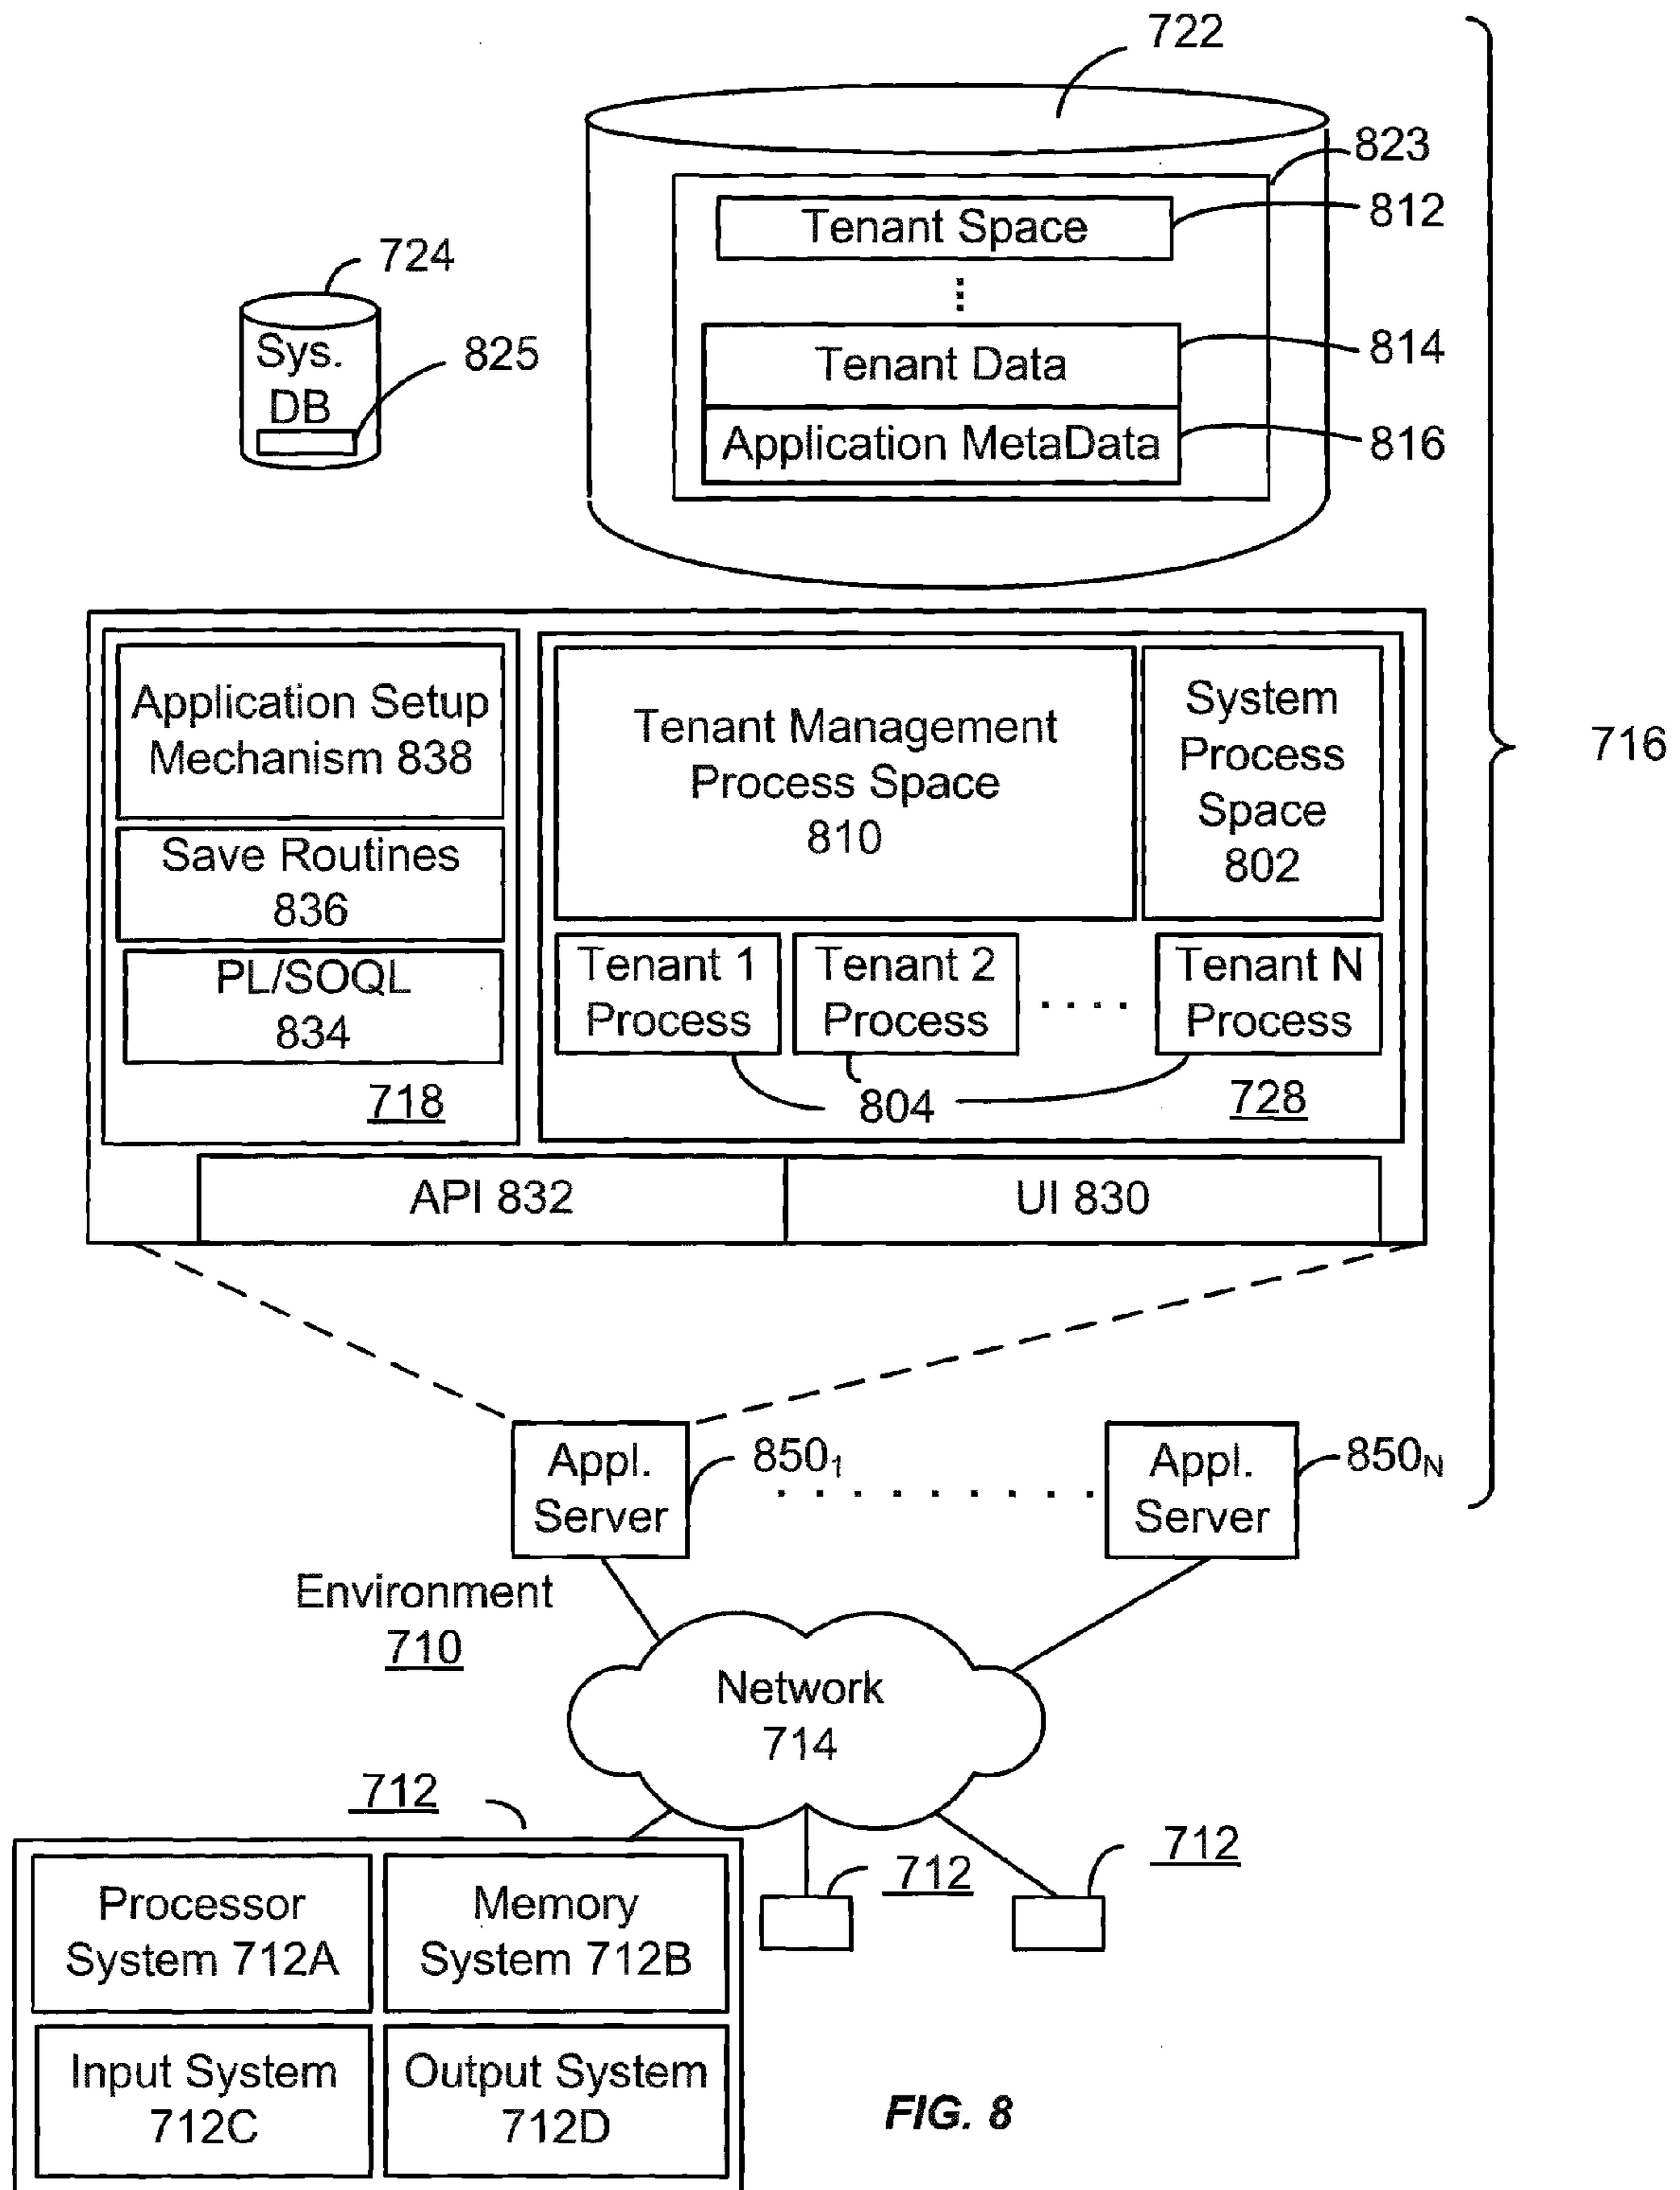 722
823
Tenant Space
812
724
Sys.
DB
825
Tenant Data
814
Application MetaData
816
716
Application Setup
Mechanism 838
Save Routines
836
PL/SOQL
834
718
Tenant Management
Process Space
810
System
Process
Space
802
Tenant 1
Process
Tenant 2
Process
Tenant N
Process
804
728
API 832
UI 830
Appl.
Server
850₁
Appl.
Server
850N
Environment
710
Network
714
712
712
712
Processor
System 712A
Memory
System 712B
Input System
712C
Output System
712D
FIG. 8